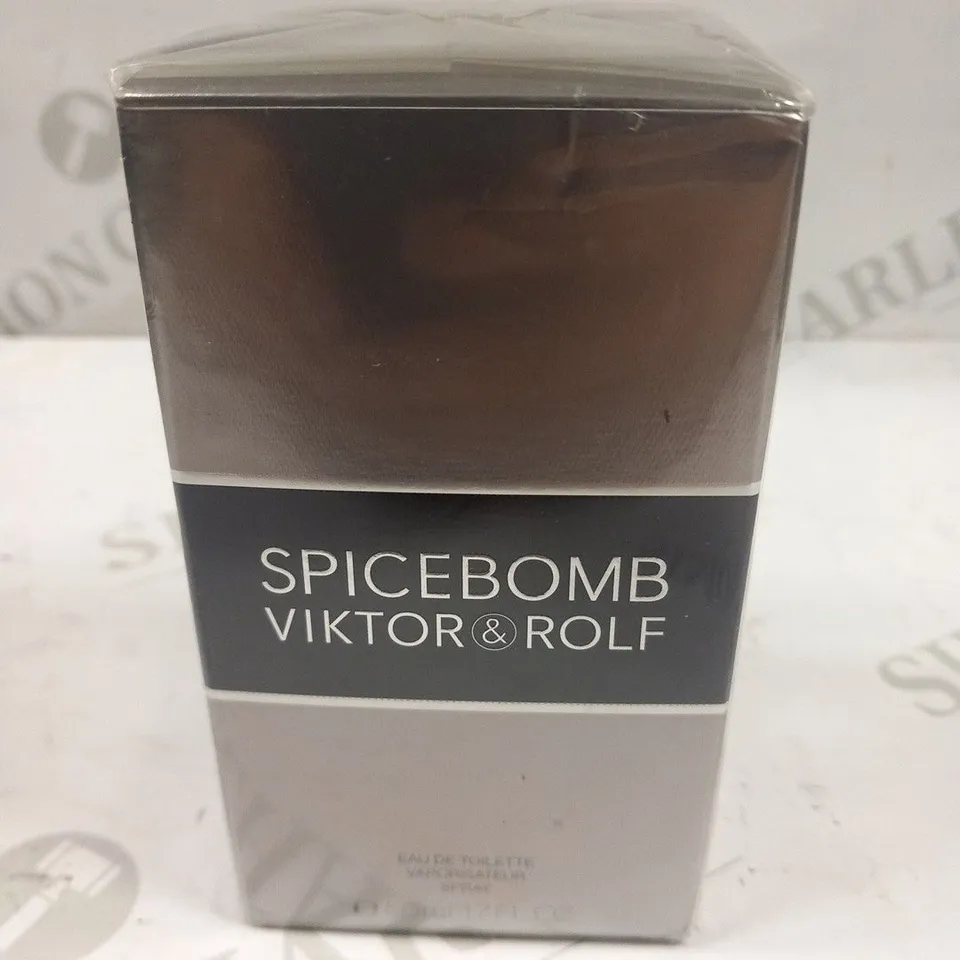 SPICEBOMB
VIKTOR & ROLF
EAU DE TOILETTE
VAPORISATEUR
SPRAY